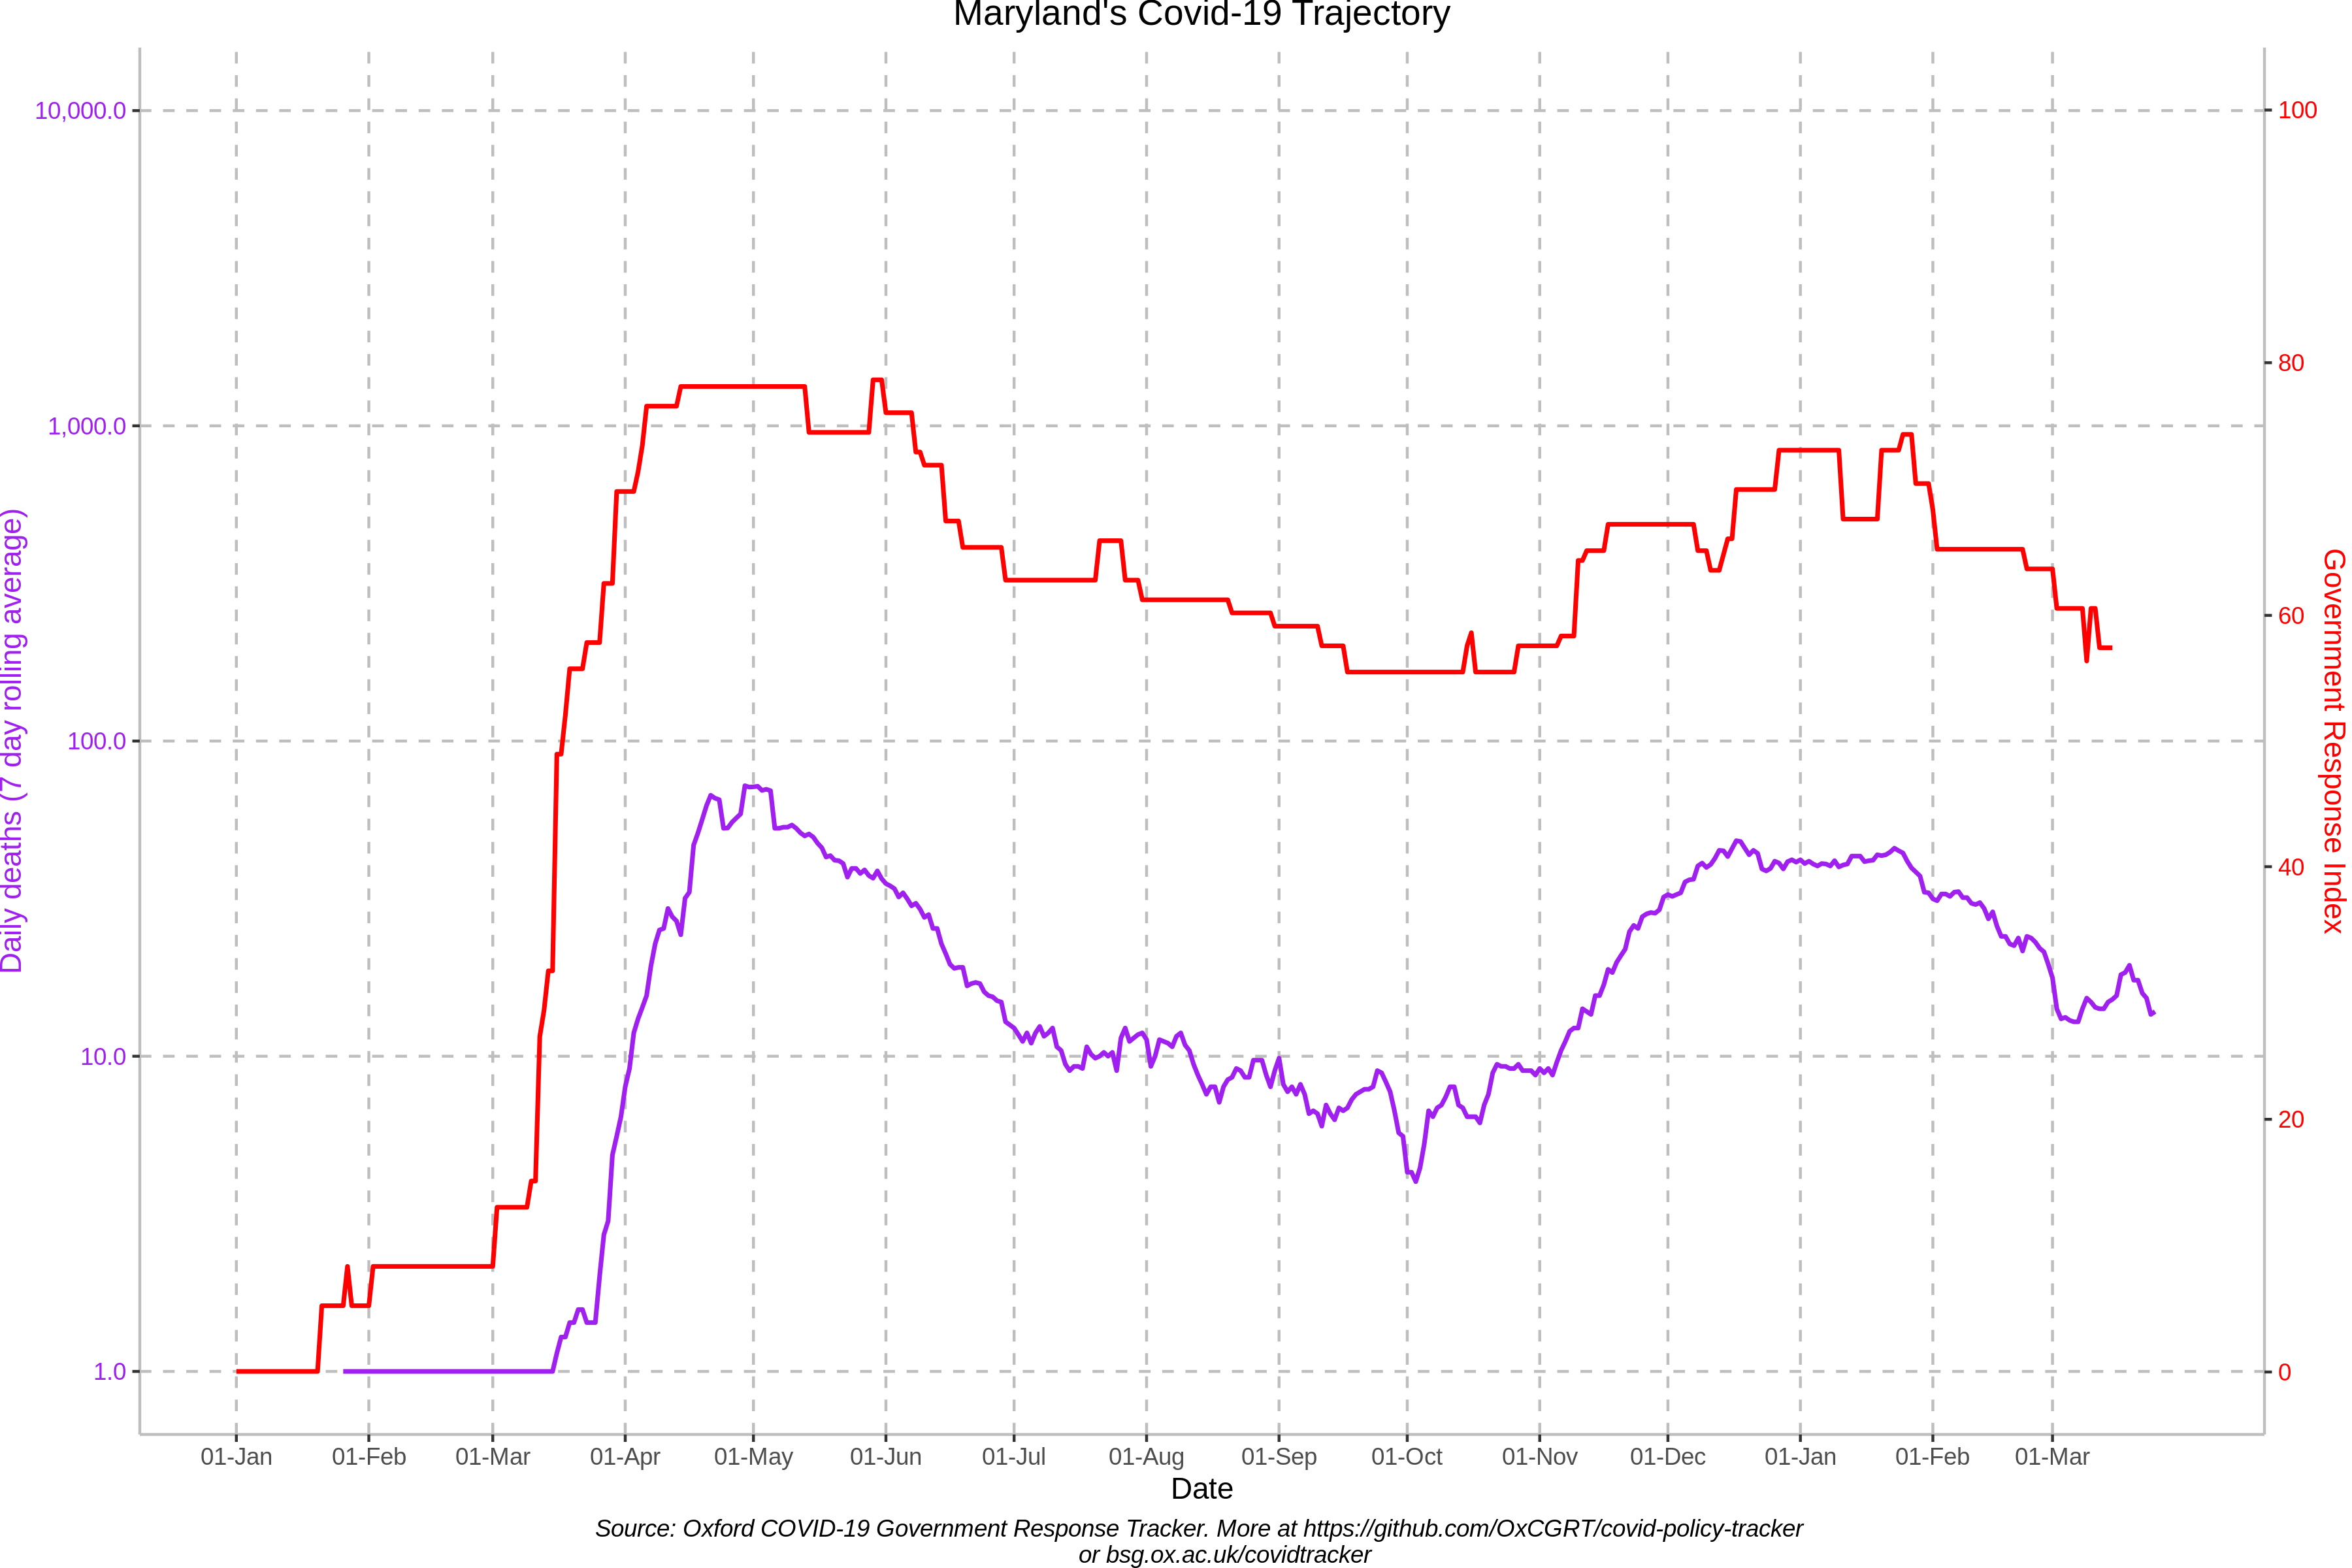 Maryland's Covid-19 Trajectory
Daily deaths (7 day rolling average)
10,000.0
1,000.0
100.0
10.0
1.0
100
80
60
40
20
0
Government Response Index
01-Jan
01-Feb
01-Mar
01-Apr
01-May
01-Jun
01-Jul
01-Aug
01-Sep
01-Oct
01-Nov
01-Dec
01-Jan
01-Feb
01-Mar
Date
Source: Oxford COVID-19 Government Response Tracker. More at https://github.com/OxCGRT/covid-policy-tracker
or bsg.ox.ac.uk/covidtracker